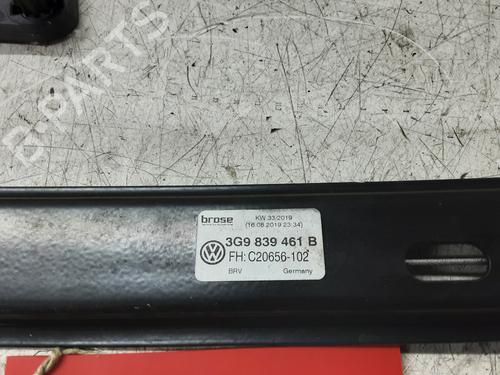 B-PARTS
brose
KW 33/2019
(16.08.2019 23:34)
3G9 839 461 B
FH: C20656-102
BRV Germany